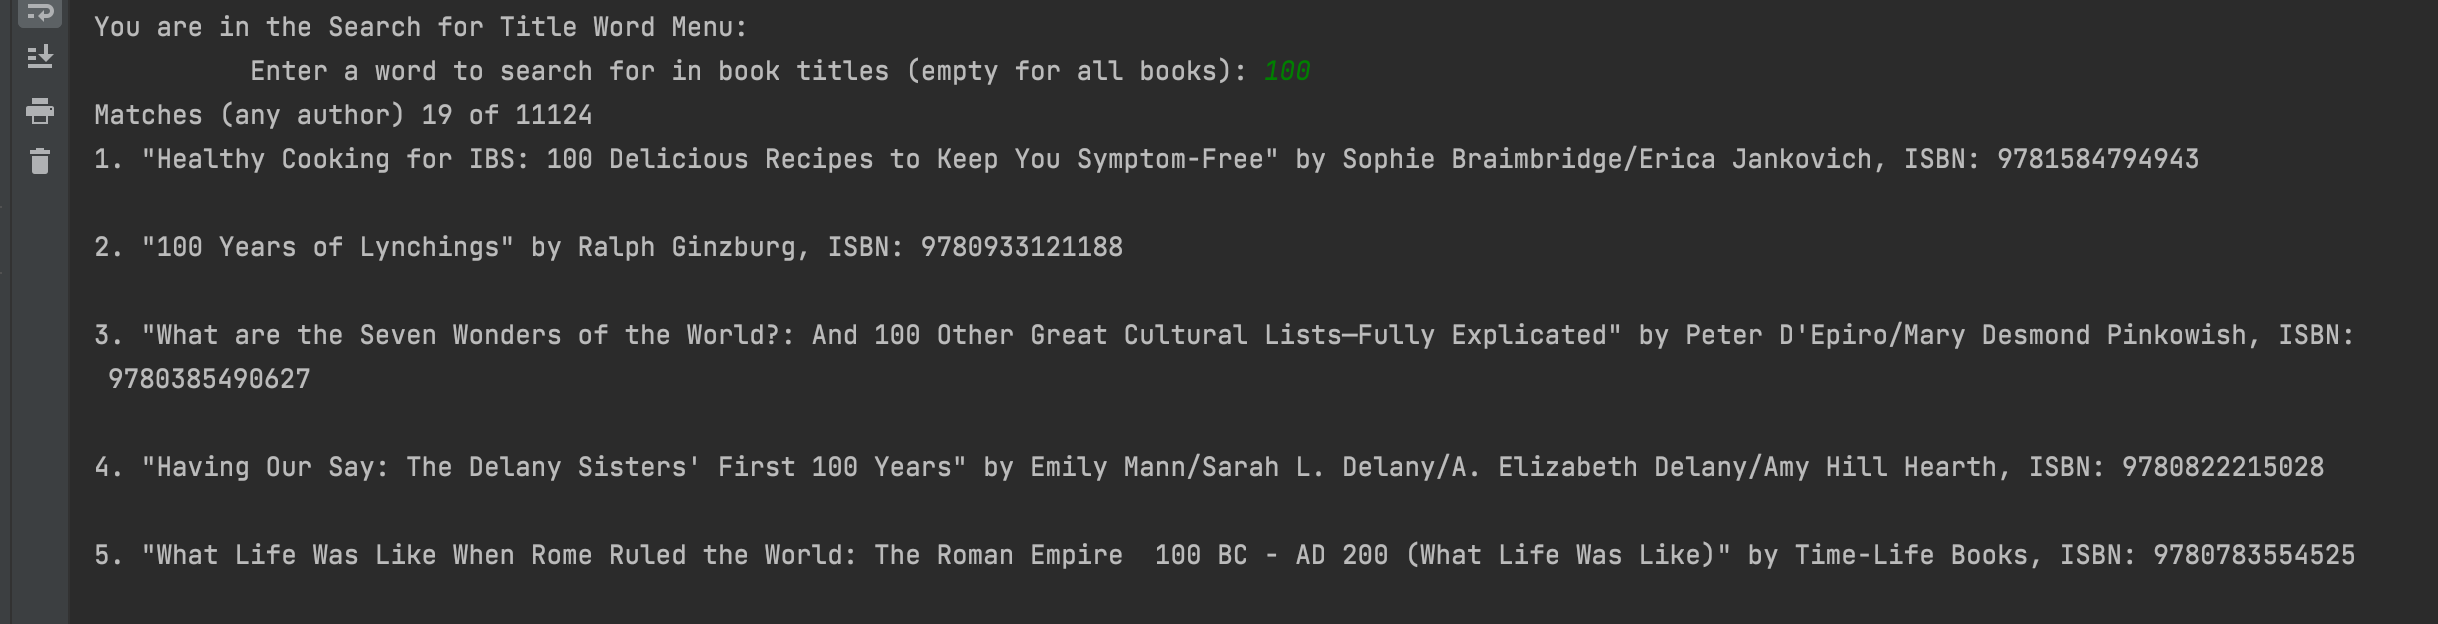 You are in the Search for Title Word Menu:
Enter a word to search for in book titles (empty for all books): 100
Matches (any author) 19 of 11124
1. "Healthy Cooking for IBS: 100 Delicious Recipes to Keep You Symptom-Free" by Sophie Braimbridge/Erica Jankovich, ISBN: 9781584794943
2. "100 Years of Lynchings" by Ralph Ginzburg, ISBN: 9780933121188
3. "What are the Seven Wonders of the World?: And 100 Other Great Cultural Lists—Fully Explicated" by Peter D'Epiro/Mary Desmond Pinkowish, ISBN:
9780385490627
4. "Having Our Say: The Delany Sisters' First 100 Years" by Emily Mann/Sarah L. Delany/A. Elizabeth Delany/Amy Hill Hearth, ISBN: 9780822215028
5. "What Life Was Like When Rome Ruled the World: The Roman Empire  100 BC - AD 200 (What Life Was Like)" by Time-Life Books, ISBN: 9780783554525